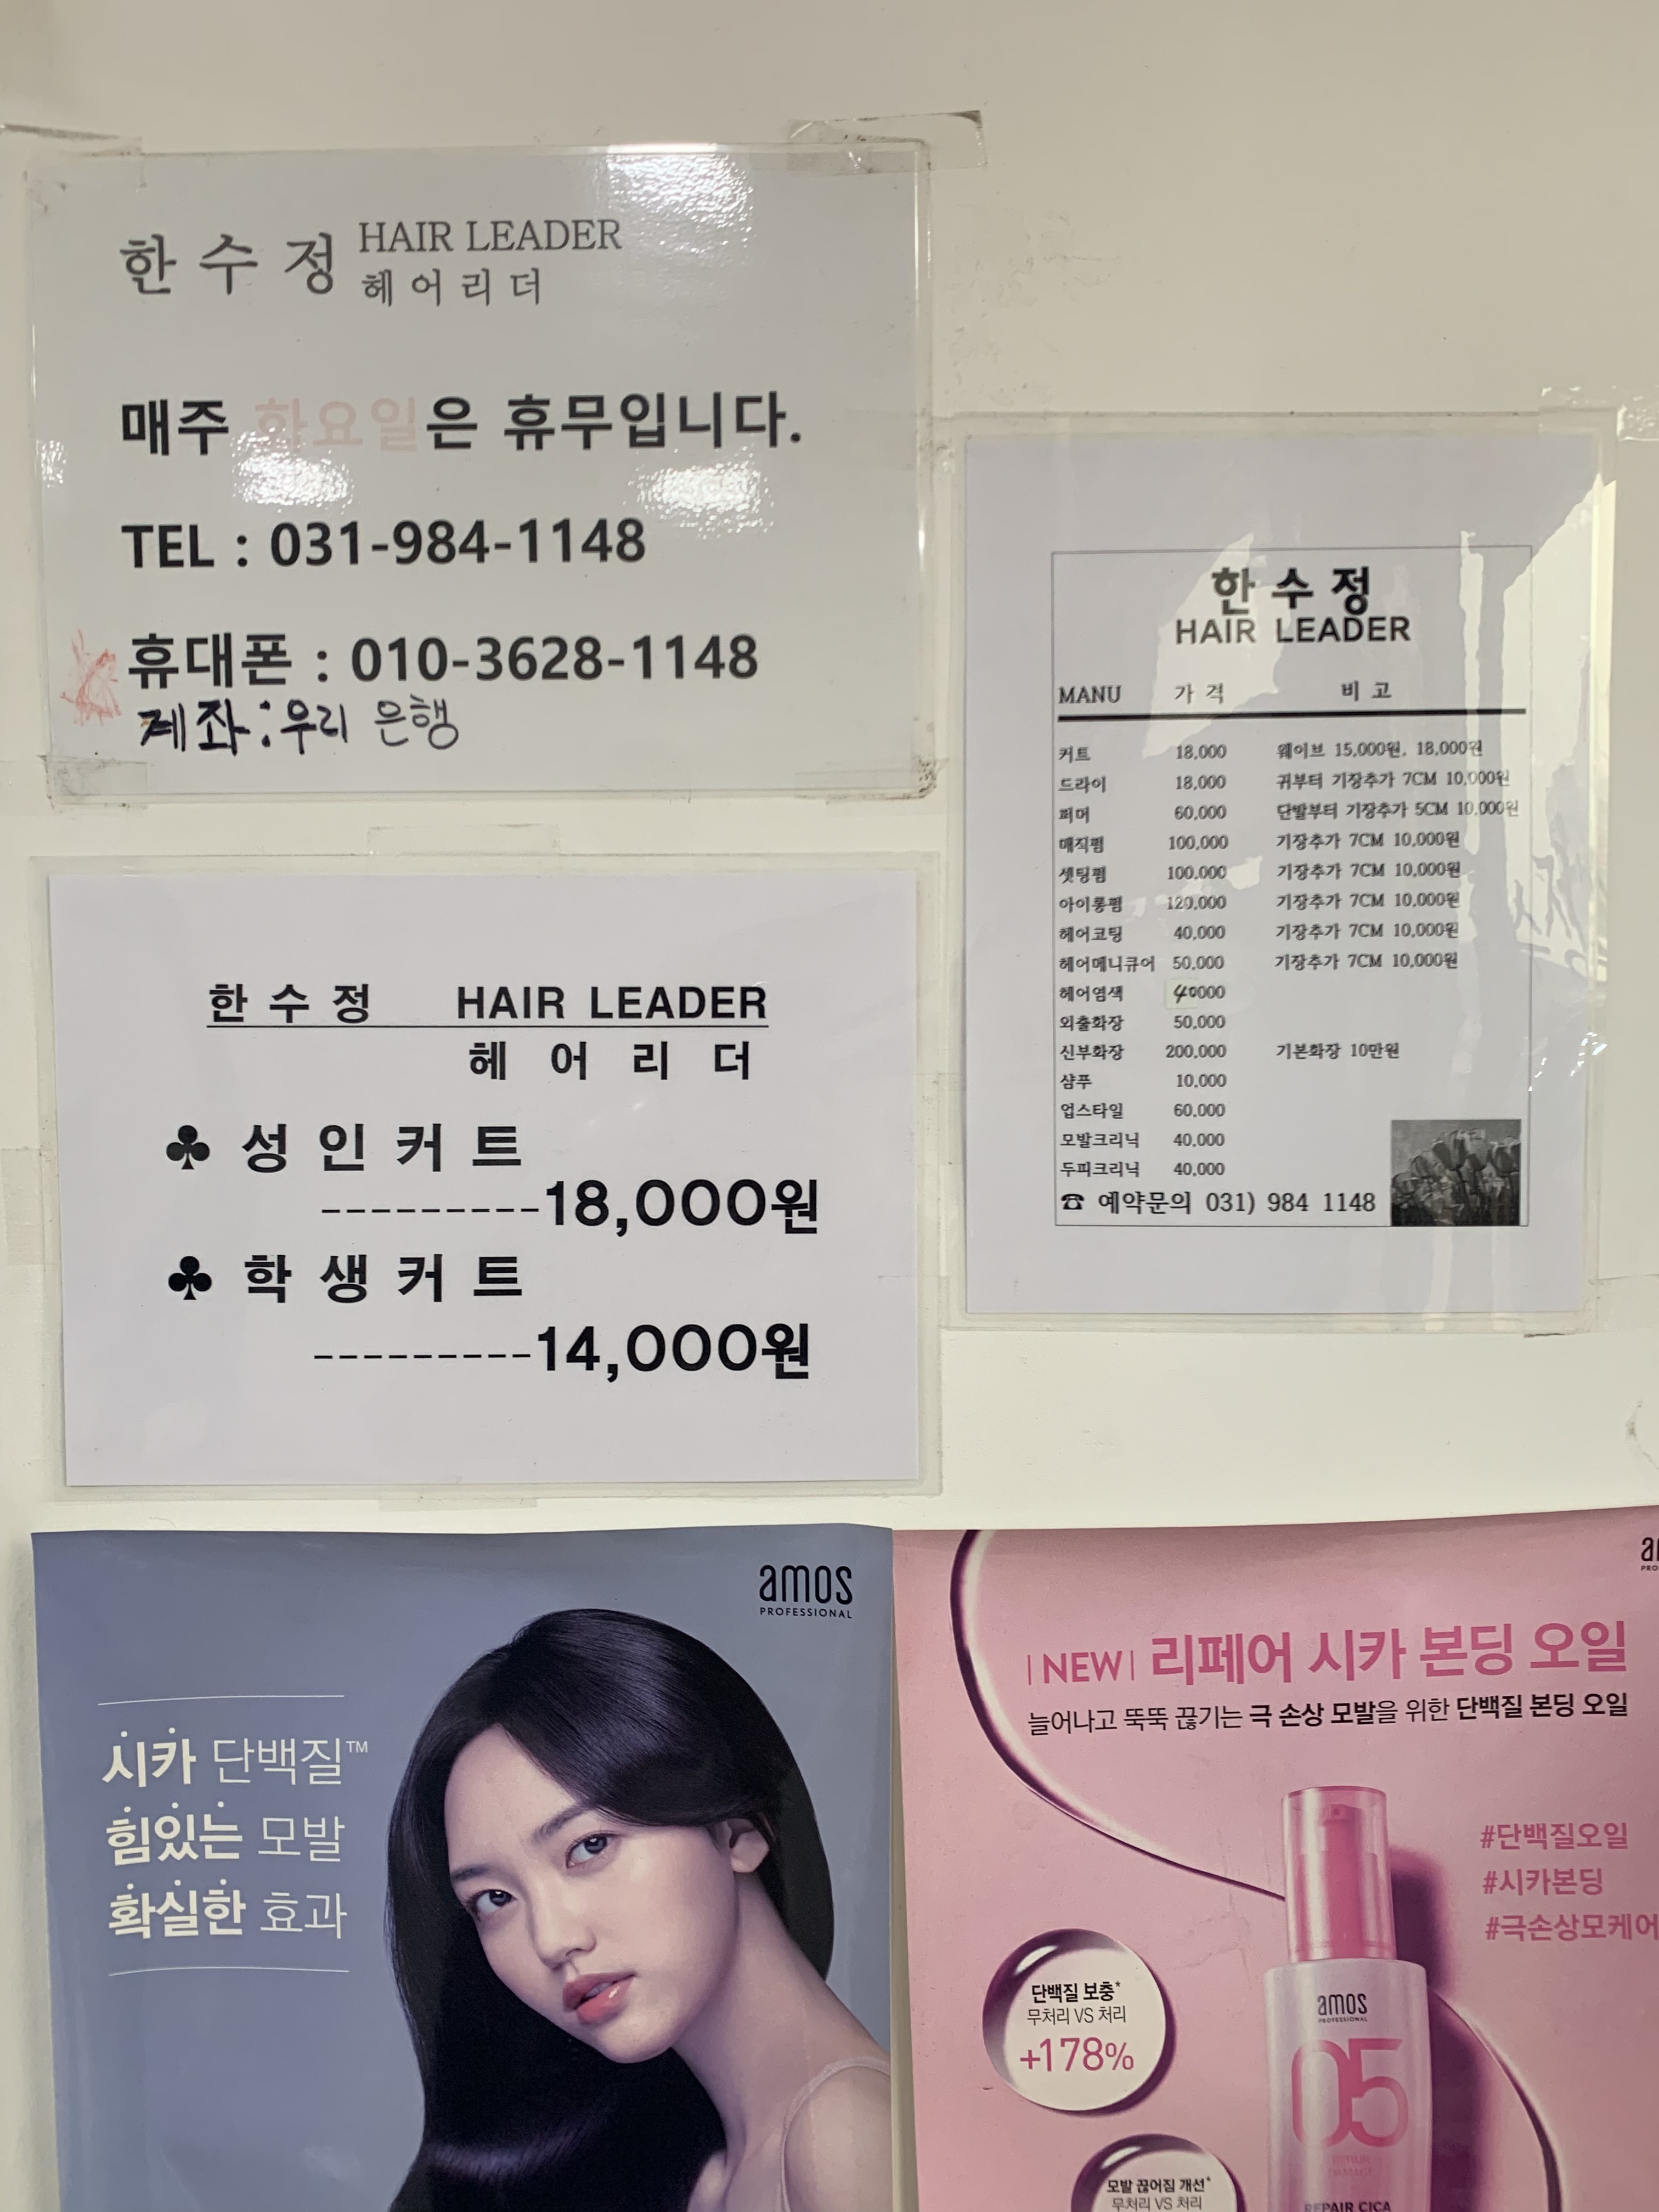 한 수 정 HAIR LEADER
헤 어 리 더
매주 화요일은 휴무입니다.
TEL : 031-984-1148
휴대폰 : 010-3628-1148
계좌 : 우리 은행
한 수 정 HAIR LEADER
헤 어 리 더
♣ 성 인 커 트
---------18,000원
♣ 학 생 커 트
---------14,000원
한 수 정
HAIR LEADER
MANU 가 격 비 고
커트 18,000 웨이브 15,000원, 18,000원
드라이 18,000 귀부터 기장추가 7CM 10,000원
퍼머 60,000 단발부터 기장추가 5CM 10,000원
매직펌 100,000 기장추가 7CM 10,000원
셋팅펌 100,000 기장추가 7CM 10,000원
아이롱펌 120,000 기장추가 7CM 10,000원
헤어코팅 40,000 기장추가 7CM 10,000원
헤어메니큐어 50,000 기장추가 7CM 10,000원
헤어염색 40000
외출화장 50,000
신부화장 200,000 기본화장 10만원
샴푸 10,000
업스타일 60,000
모발크리닉 40,000
두피크리닉 40,000
☎ 예약문의 031) 984 1148
amos
PROFESSIONAL
시카 단백질™
힘있는 모발
확실한 효과
|NEW| 리페어 시카 본딩 오일
늘어나고 뚝뚝 끊기는 극 손상 모발을 위한 단백질 본딩 오일
#단백질오일
#시카본딩
#극손상모케어
단백질 보충*
무처리 VS 처리
+178%
amos
PROFESSIONAL
05
REPAIR CICA
모발 끊어짐 개선*
무처리 VS 처리